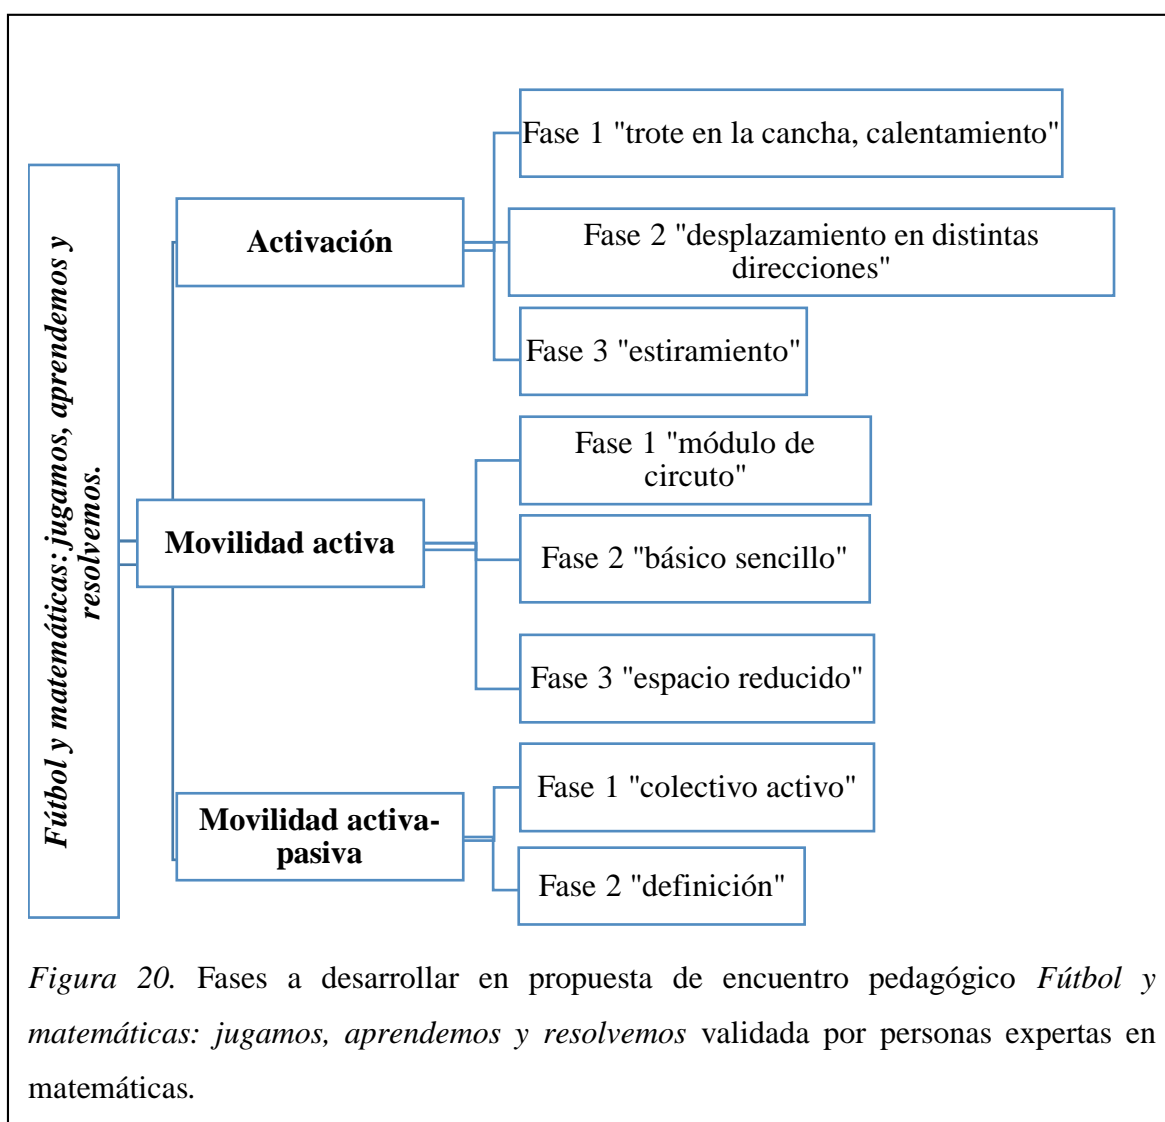 Fútbol y matemáticas: jugamos, aprendemos y
resolvemos.
Activación
Fase 1 "trote en la cancha, calentamiento"
Fase 2 "desplazamiento en distintas
direcciones"
Fase 3 "estiramiento"
Movilidad activa
Fase 1 "módulo de
circuto"
Fase 2 "básico sencillo"
Fase 3 "espacio reducido"
Movilidad activa-
pasiva
Fase 1 "colectivo activo"
Fase 2 "definición"
Figura 20. Fases a desarrollar en propuesta de encuentro pedagógico Fútbol y
matemáticas: jugamos, aprendemos y resolvemos validada por personas expertas en
matemáticas.